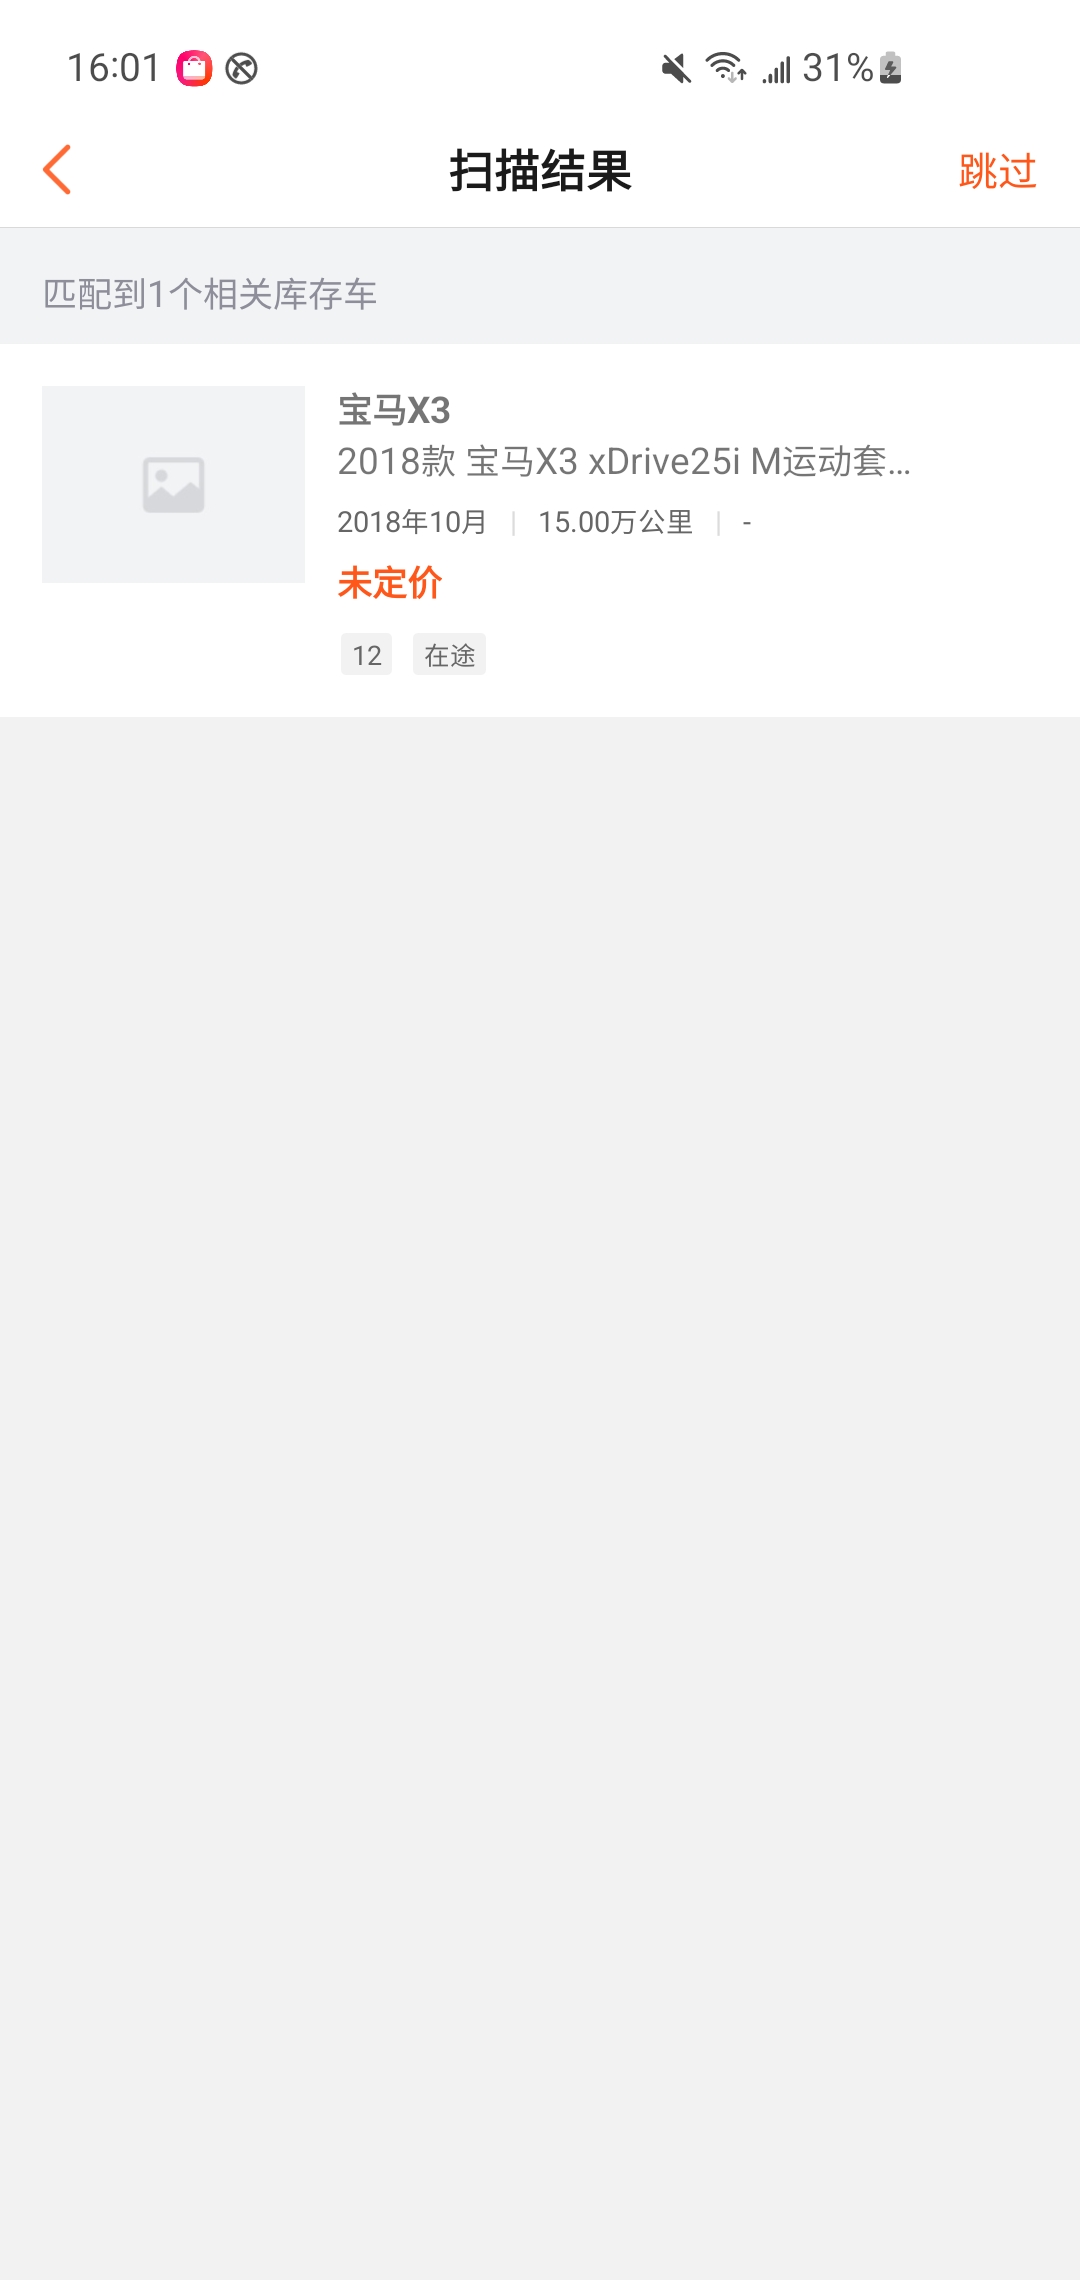 16:01
31%
扫描结果
跳过
匹配到1个相关库存车
宝马X3
2018款 宝马X3 xDrive25i M运动套...
2018年10月 | 15.00万公里 | -
未定价
12 在途